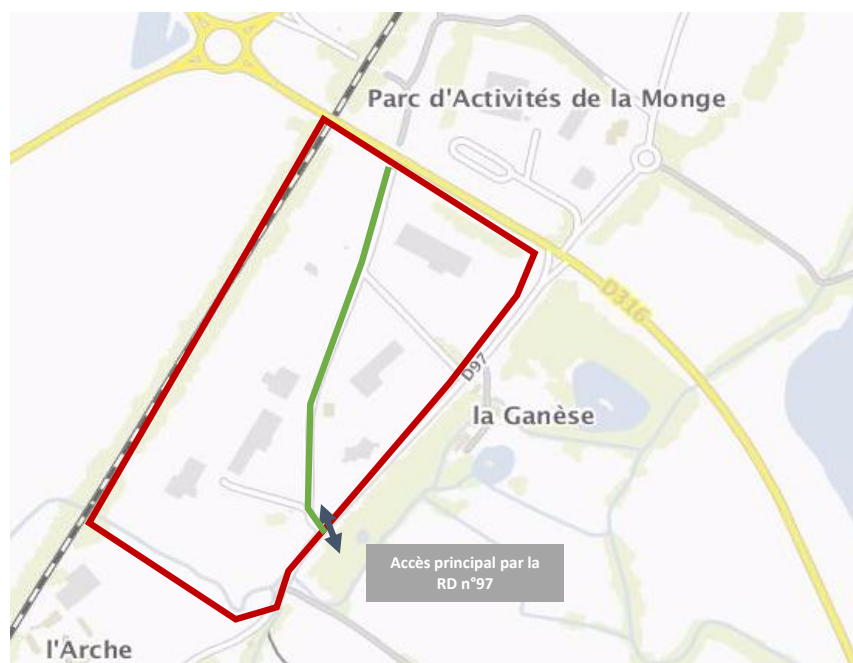 Parc d'Activités de la Monge
D316
D97
la Ganèse
Accès principal par la
RD n°97
l'Arche